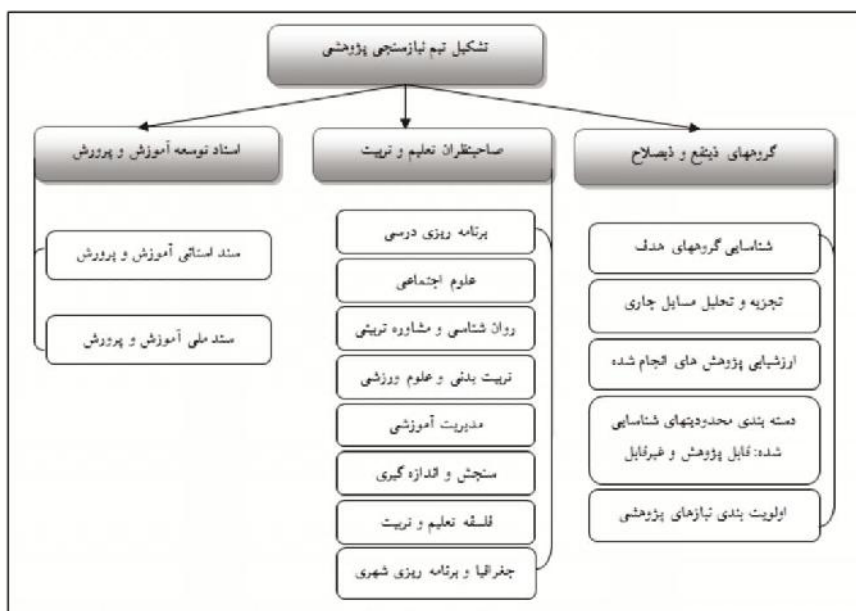 تشکیل تیم نیازسنجی پژوهشی
گروههای ذینفع و ذیصلاح
شناسایی گروههای هدف
تجزیه و تحلیل مسایل جاری
ارزشیابی پژوهش های انجام شده
دسته بندی محدودیتهای شناسایی
شده: قابل پژوهش و غیرقابل
اولویت بندی نیازهای پژوهشی
صاحبنظران تعلیم و تربیت
برنامه ریزی درسی
علوم اجتماعی
روان شناسی و مشاوره تربیتی
تربیت بدنی و علوم ورزشی
مدیریت آموزشی
سنجش و اندازه گیری
فلسفه تعلیم و تربیت
جغرافیا و برنامه ریزی شهری
اسناد توسعه آموزش و پرورش
سند استانی آموزش و پرورش
سند ملی آموزش و پرورش